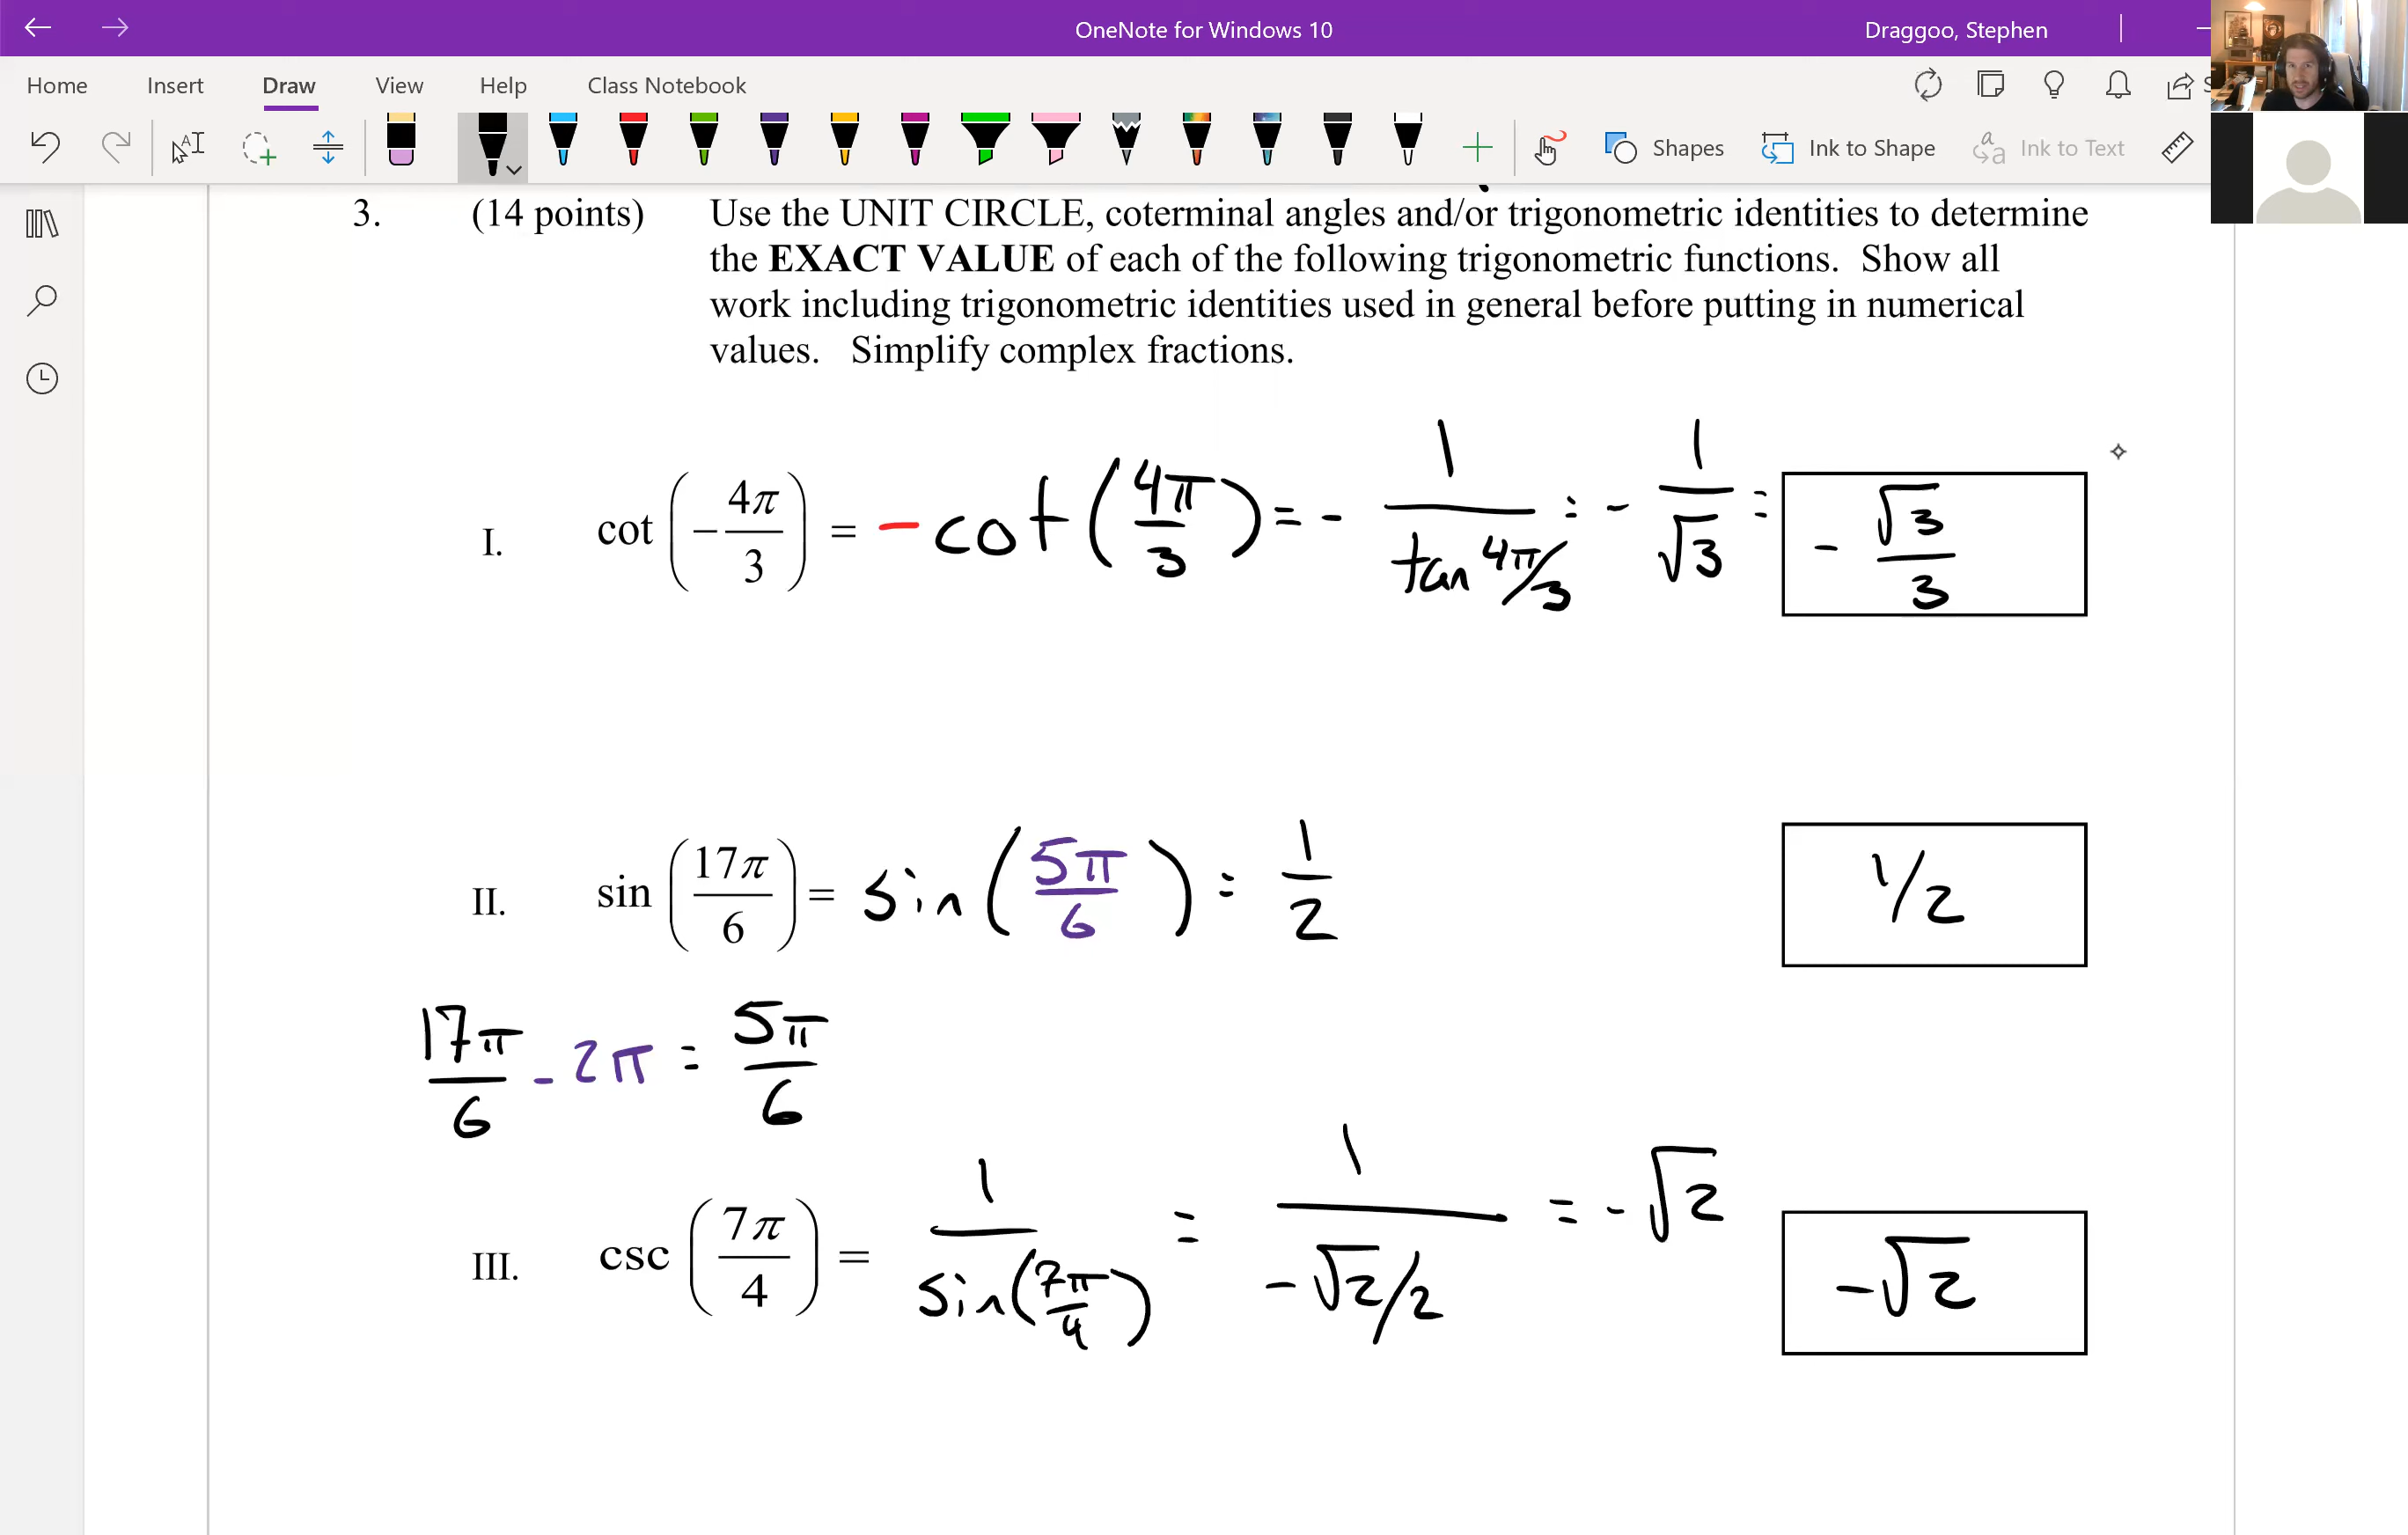 OneNote for Windows 10
Draggoo, Stephen
Home Insert Draw View Help Class Notebook
Shapes Ink to Shape Ink to Text
3. (14 points) Use the UNIT CIRCLE, coterminal angles and/or trigonometric identities to determine
the EXACT VALUE of each of the following trigonometric functions. Show all
work including trigonometric identities used in general before putting in numerical
values. Simplify complex fractions.
I. cot(-4π/3) = -cot(4π/3) = - 1/(tan 4π/3) = - 1/√3 = - √3/3
II. sin(17π/6) = sin(5π/6) = 1/2 1/2
17π/6 - 2π = 5π/6
III. csc(7π/4) = 1/sin(7π/4) = 1/(-√2/2) = -√2 -√2